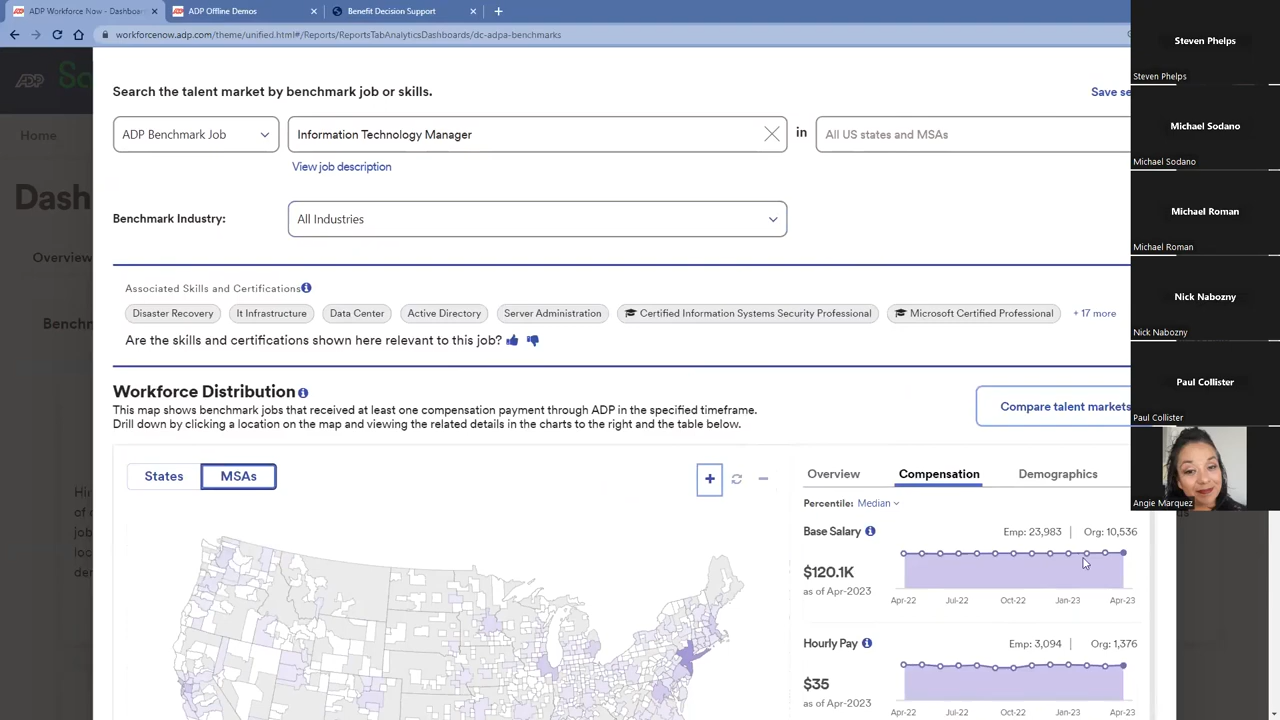 ADP Workforce Now - Dashboar
ADP Offline Demos
Benefit Decision Support
workforcenow.adp.com/theme/unified.html#/Reports/ReportsTabAnalyticsDashboards/dc-adpa-benchmarks
ADP
Home
Dash
Overview
Benchm
Search the talent market by benchmark job or skills.
Save se
ADP Benchmark Job
Information Technology Manager
in
All US states and MSAs
View job description
Benchmark Industry:
All Industries
Associated Skills and Certifications
Disaster Recovery
It Infrastructure
Data Center
Active Directory
Server Administration
Certified Information Systems Security Professional
Microsoft Certified Professional
+ 17 more
Are the skills and certifications shown here relevant to this job?
Workforce Distribution
This map shows benchmark jobs that received at least one compensation payment through ADP in the specified timeframe.
Drill down by clicking a location on the map and viewing the related details in the charts to the right and the table below.
Compare talent markets
States
MSAs
Overview
Compensation
Demographics
Percentile: Median
Base Salary
Emp: 23,983 | Org: 10,536
$120.1K
as of Apr-2023
Apr-22 Jul-22 Oct-22 Jan-23 Apr-23
Hourly Pay
Emp: 3,094 | Org: 1,376
$35
as of Apr-2023
Apr-22 Jul-22 Oct-22 Jan-23 Apr-23
Steven Phelps
Steven Phelps
Michael Sodano
Michael Sodano
Michael Roman
Michael Roman
Nick Nabozny
Nick Nabozny
Paul Collister
Paul Collister
Angie Marquez